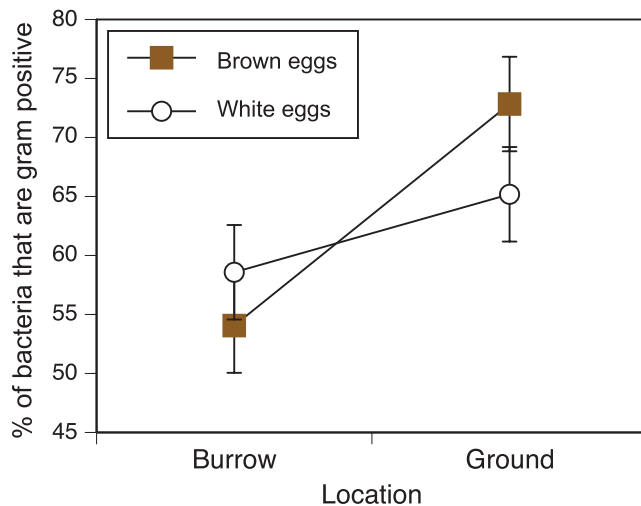 % of bacteria that are gram positive
80
75
70
65
60
55
50
45
Brown eggs
White eggs
Burrow Ground
Location